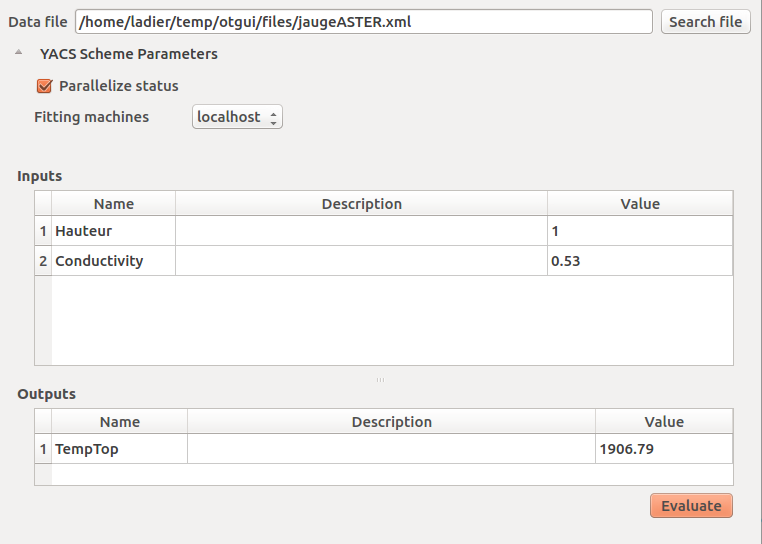 Data file /home/ladier/temp/otgui/files/jaugeASTER.xml Search file
YACS Scheme Parameters
Parallelize status
Fitting machines localhost
Inputs
Name Description Value
1 Hauteur 1
2 Conductivity 0.53
Outputs
Name Description Value
1 TempTop 1906.79
Evaluate